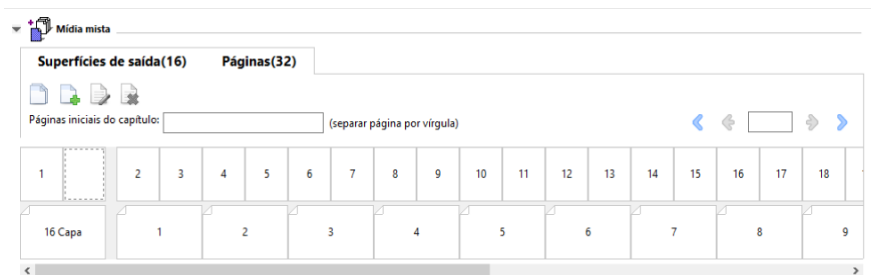 Mídia mista
Superfícies de saída(16) Páginas(32)
Páginas iniciais do capítulo: (separar página por vírgula)
1 2 3 4 5 6 7 8 9 10 11 12 13 14 15 16 17 18
16 Capa 1 2 3 4 5 6 7 8 9